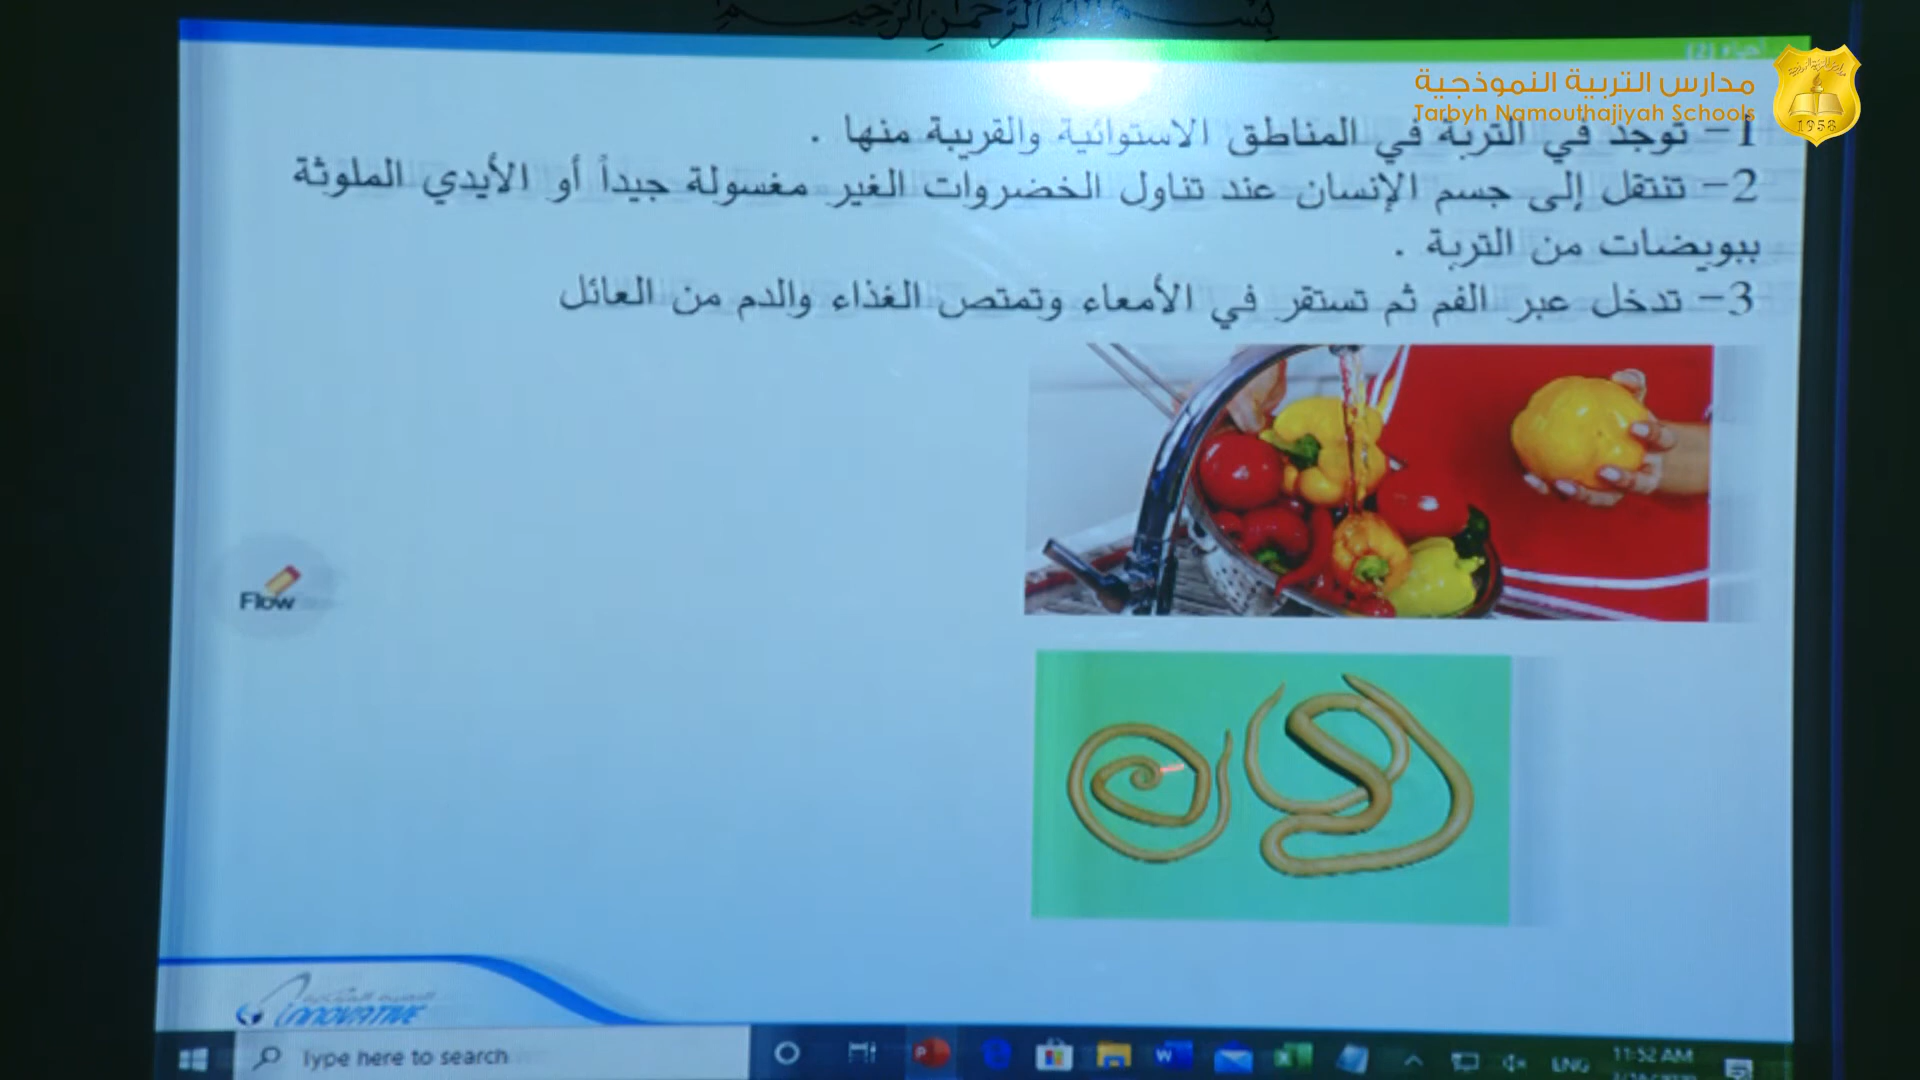 بسم الله الرحمن الرحيم
مدارس التربية النموذجية
Tarbyh Namouthajiyah Schools
1958
1- توجد في التربة في المناطق الاستوائية والقريبة منها .
2- تنتقل إلى جسم الإنسان عند تناول الخضروات الغير مغسولة جيداً أو الأيدي الملوثة
ببويضات من التربة .
3- تدخل عبر الفم ثم تستقر في الأمعاء وتمتص الغذاء والدم من العائل
Flow
INNOVATIVE
Type here to search
ENG
11:52 AM